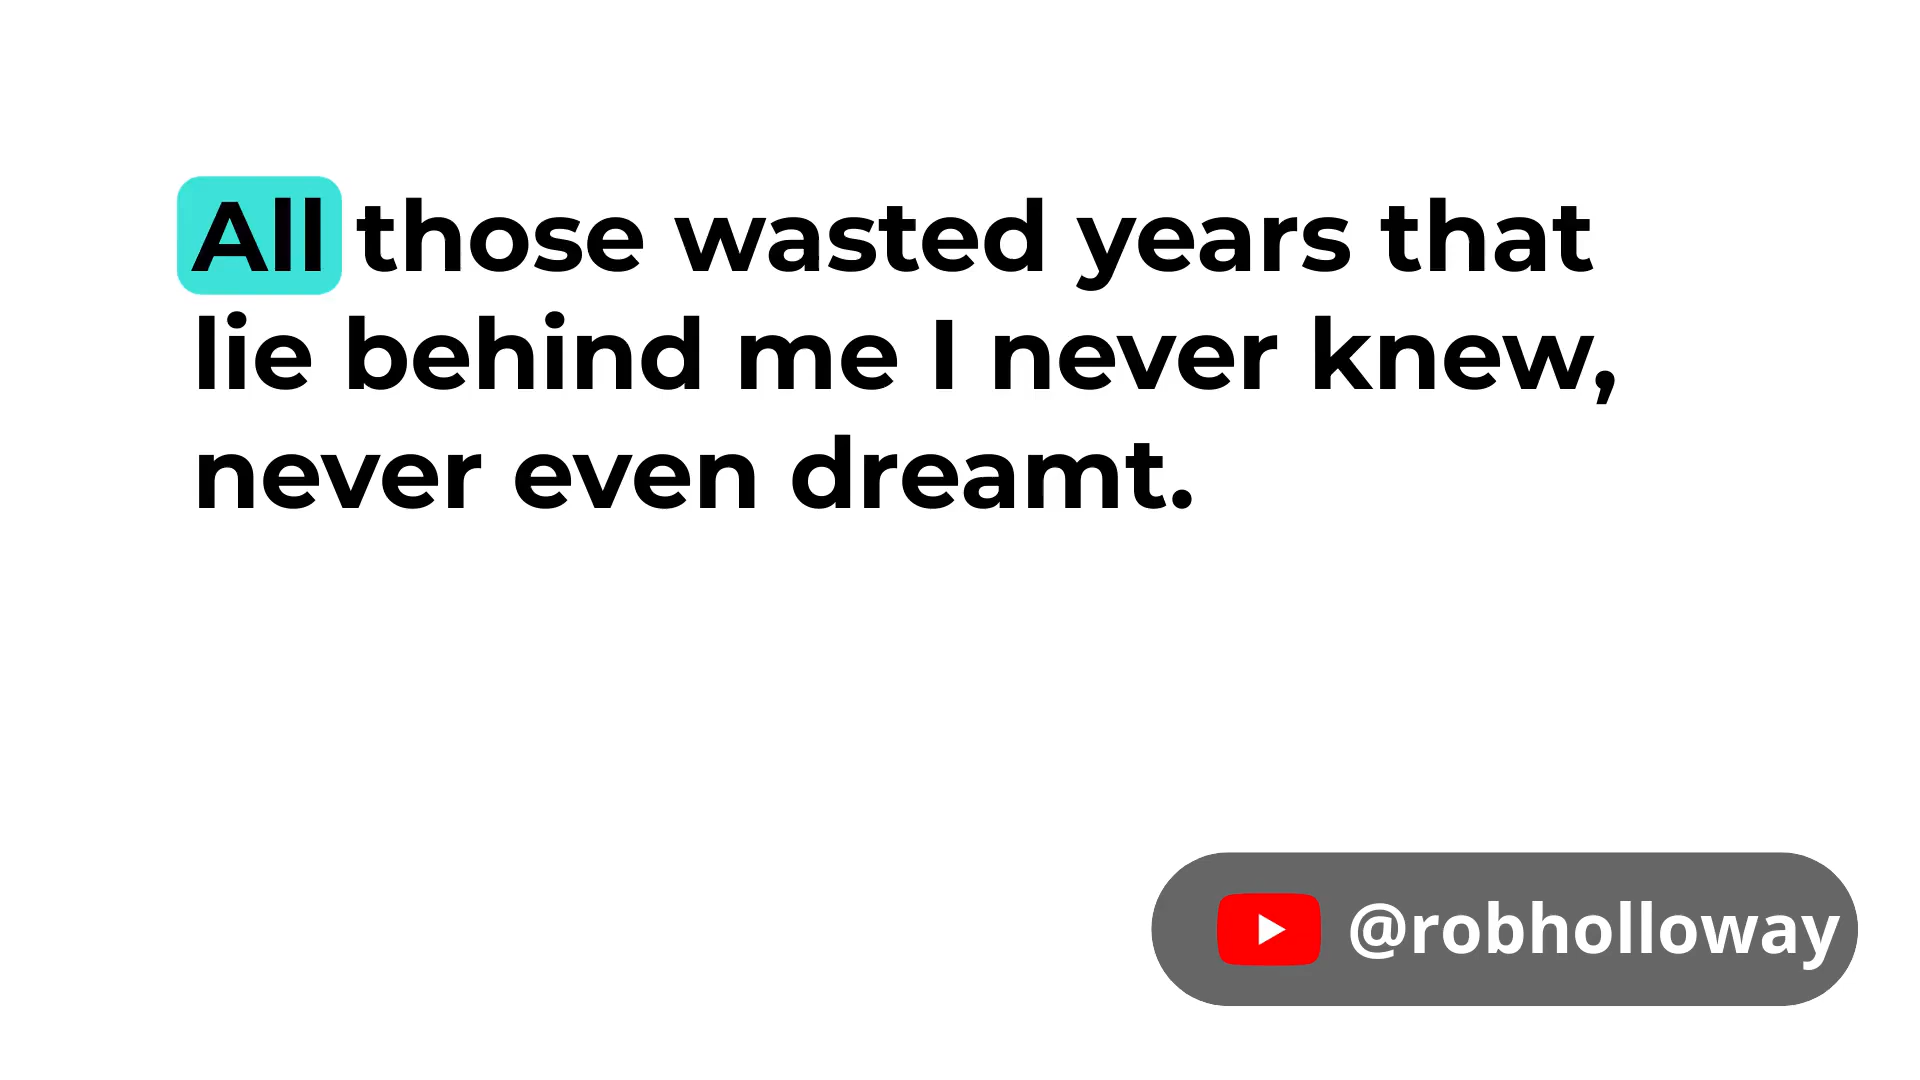 All those wasted years that
lie behind me I never knew,
never even dreamt.
@robholloway